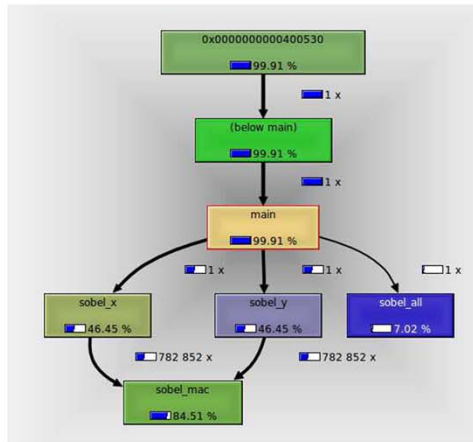 0x0000000000400530
99.91 %
1 x
(below main)
99.91 %
1 x
main
99.91 %
1 x
1 x
1 x
sobel_x
sobel_y
sobel_all
46.45 %
46.45 %
7.02 %
782 852 x
782 852 x
sobel_mac
84.51 %